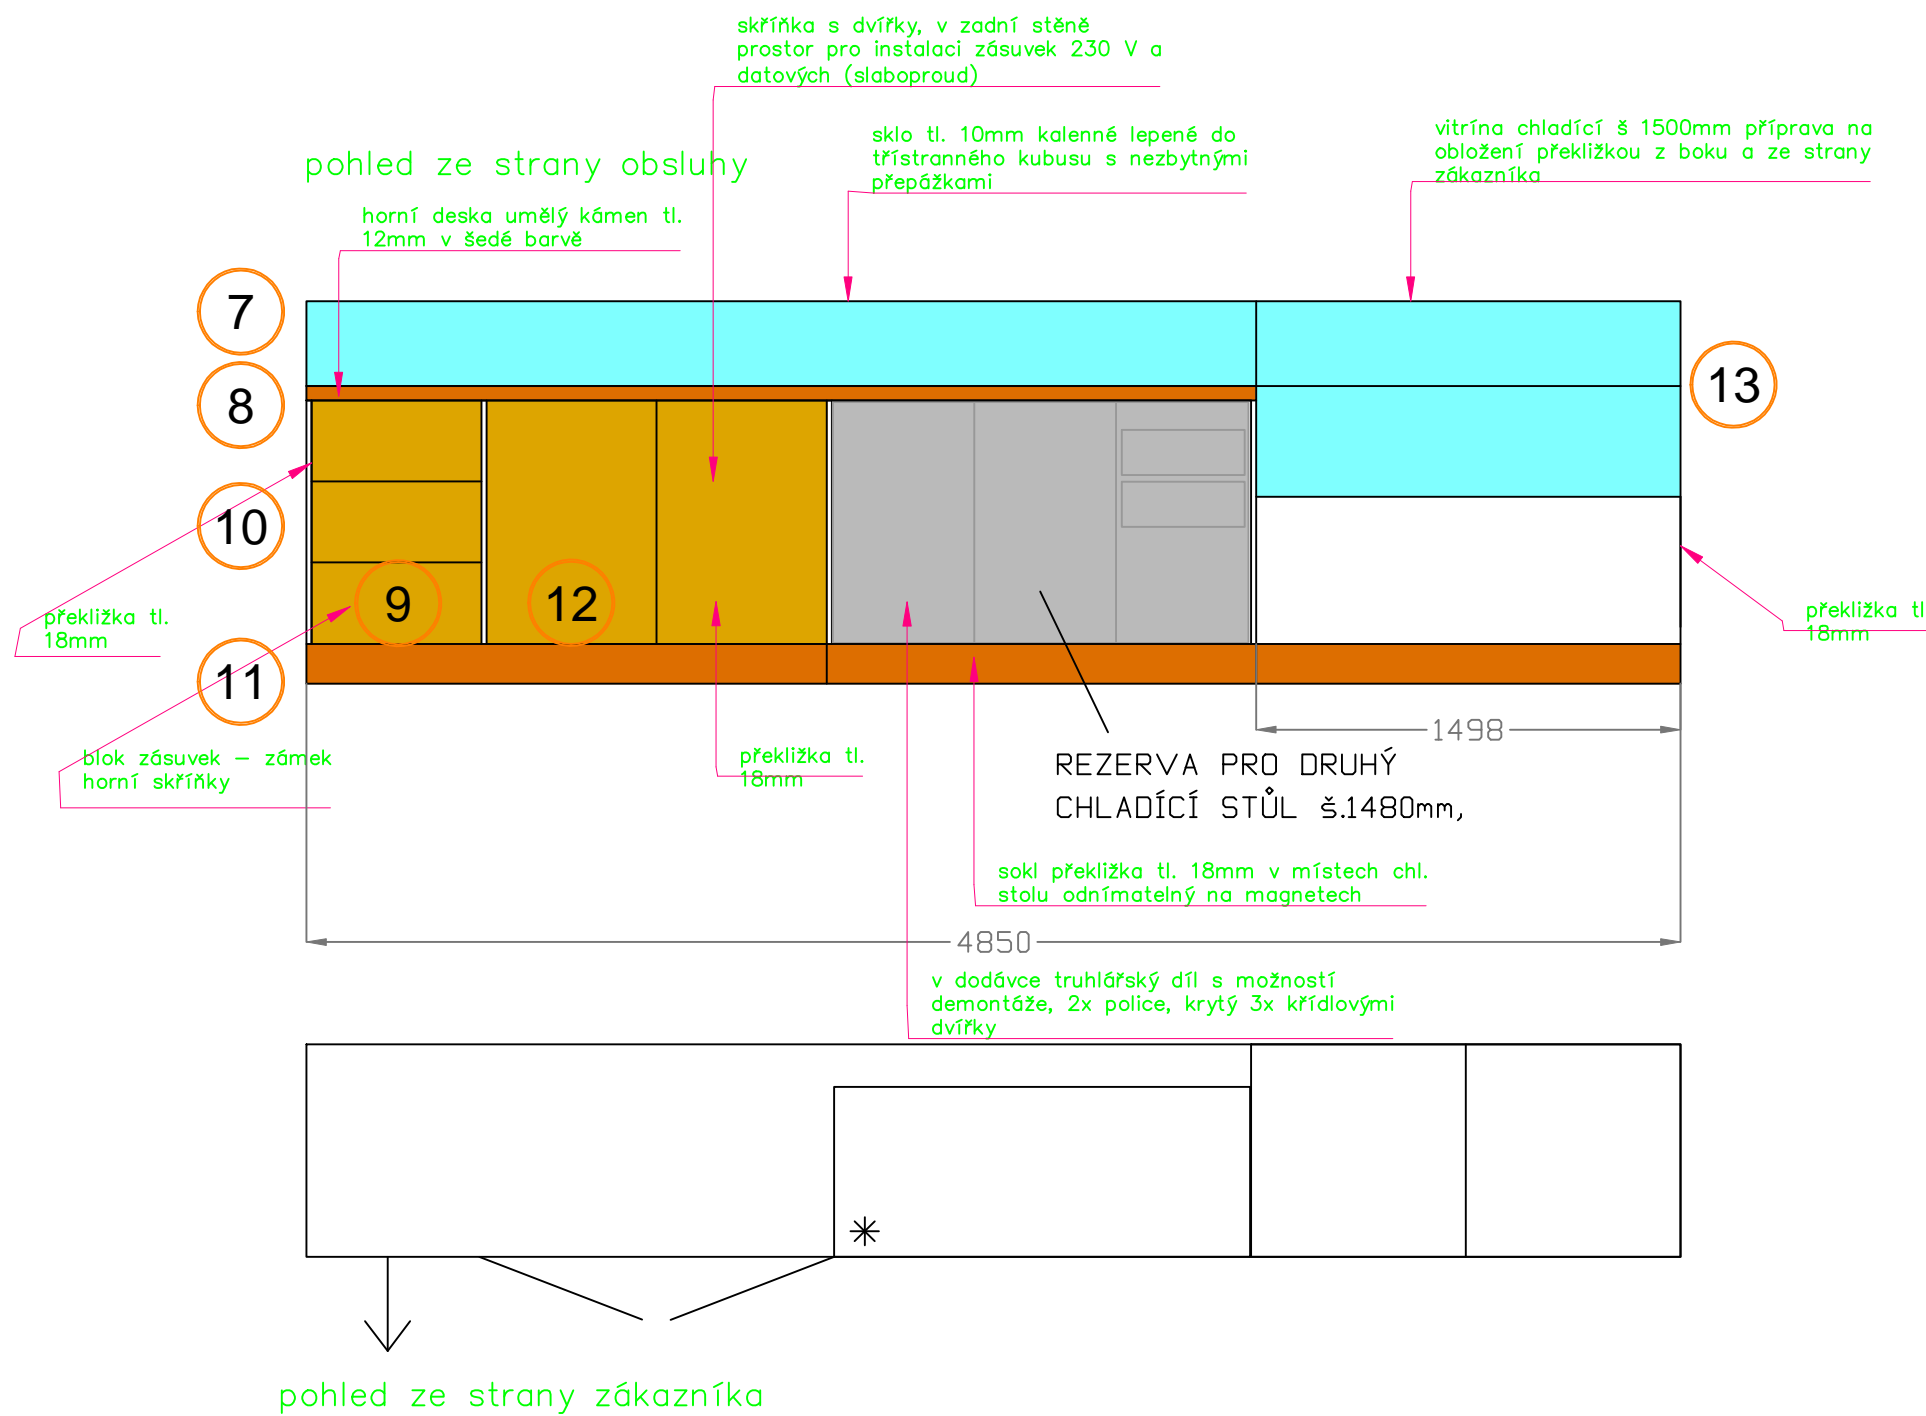 skříňka s dvířky, v zadní stěně
prostor pro instalaci zásuvek 230 V a
datových (slaboproud)
sklo tl. 10mm kalenné lepené do
třístranného kubusu s nezbytnými
přepážkami
vitrína chladící š 1500mm příprava na
obložení překližkou z boku a ze strany
zákazníka
pohled ze strany obsluhy
horní deska umělý kámen tl.
12mm v šedé barvě
7
8
13
10
9
12
11
překližka tl.
18mm
překližka tl
18mm
blok zásuvek – zámek
horní skříňky
překližka tl.
18mm
1498
REZERVA PRO DRUHÝ
CHLADÍCÍ STŮL š.1480mm,
sokl překližka tl. 18mm v místech chl.
stolu odnímatelný na magnetech
4850
v dodávce truhlářský díl s možností
demontáže, 2x police, krytý 3x křídlovými
dvířky
pohled ze strany zákazníka